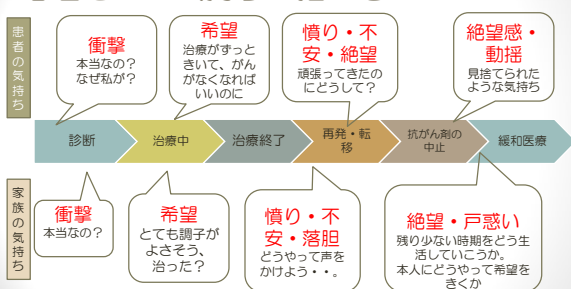 患者の気持ち
衝撃
本当なの？
なぜ私が？
希望
治療がずっと
きいて、がん
がなくなれば
いいのに
憤り・不
安・絶望
頑張ってきたの
にどうして？
絶望感・
動揺
見捨てられた
ような気持ち
診断
治療中
治療終了
再発・転
移
抗がん剤の
中止
緩和医療
家族の気持ち
衝撃
本当なの？
希望
とても調子が
よさそう、
治った？
憤り・不
安・落胆
どうやって声を
かけよう・・。
絶望・戸惑い
残り少ない時期をどう生
活していこうか。
本人にどうやって希望を
きくか